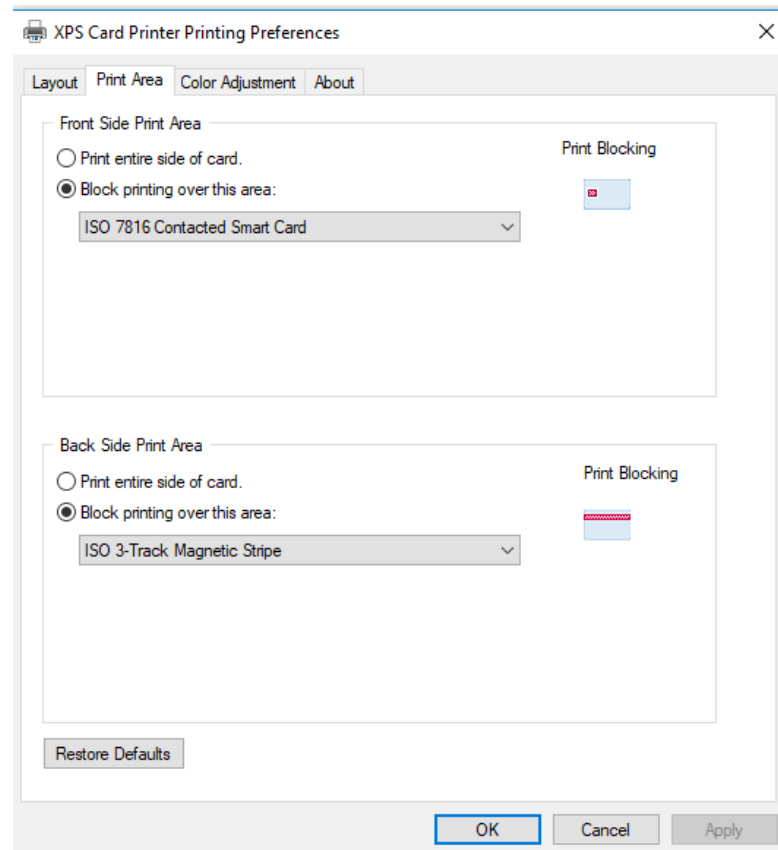 XPS Card Printer Printing Preferences
Layout Print Area Color Adjustment About
Front Side Print Area
Print Blocking
Print entire side of card.
Block printing over this area:
ISO 7816 Contacted Smart Card
Back Side Print Area
Print Blocking
Print entire side of card.
Block printing over this area:
ISO 3-Track Magnetic Stripe
Restore Defaults
OK Cancel Apply